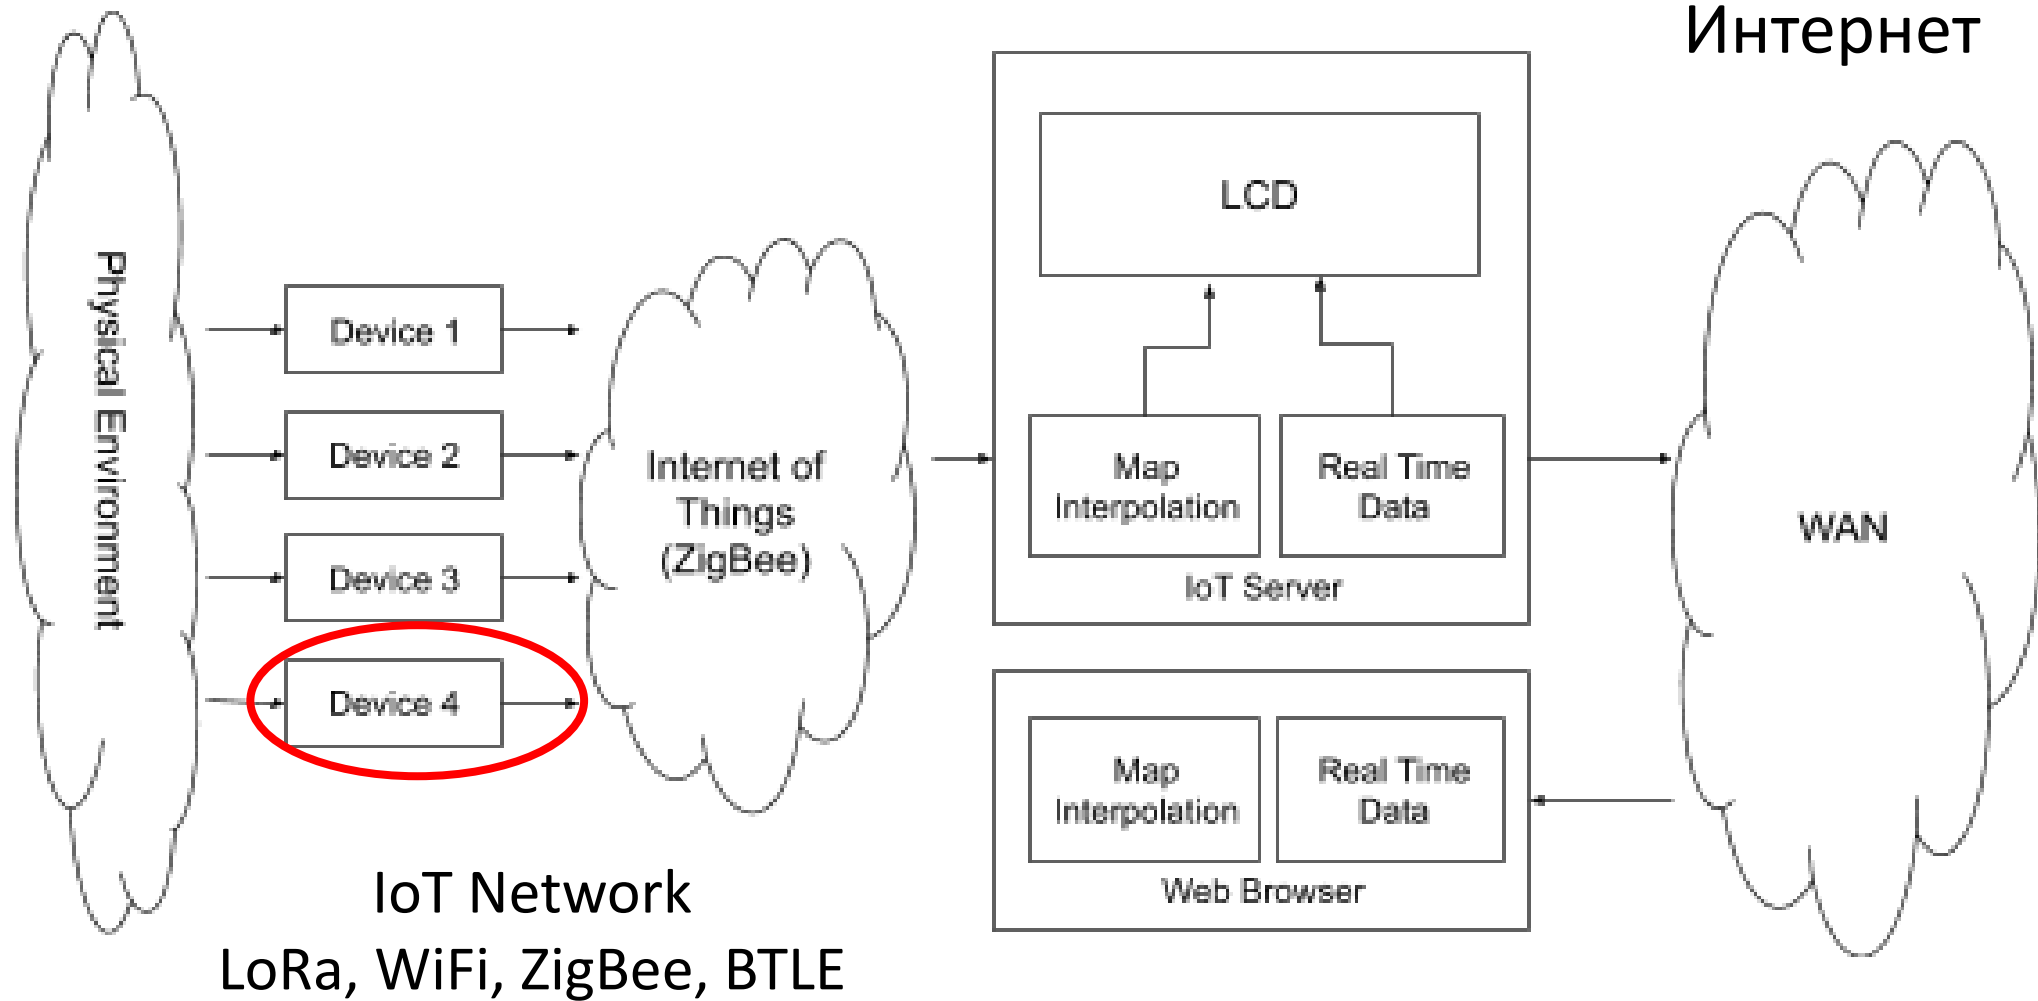 Интернет
Physical Environment
Device 1
Device 2
Device 3
Device 4
Internet of
Things
(ZigBee)
LCD
Map
Interpolation
Real Time
Data
IoT Server
Map
Interpolation
Real Time
Data
Web Browser
WAN
IoT Network
LoRa, WiFi, ZigBee, BTLE